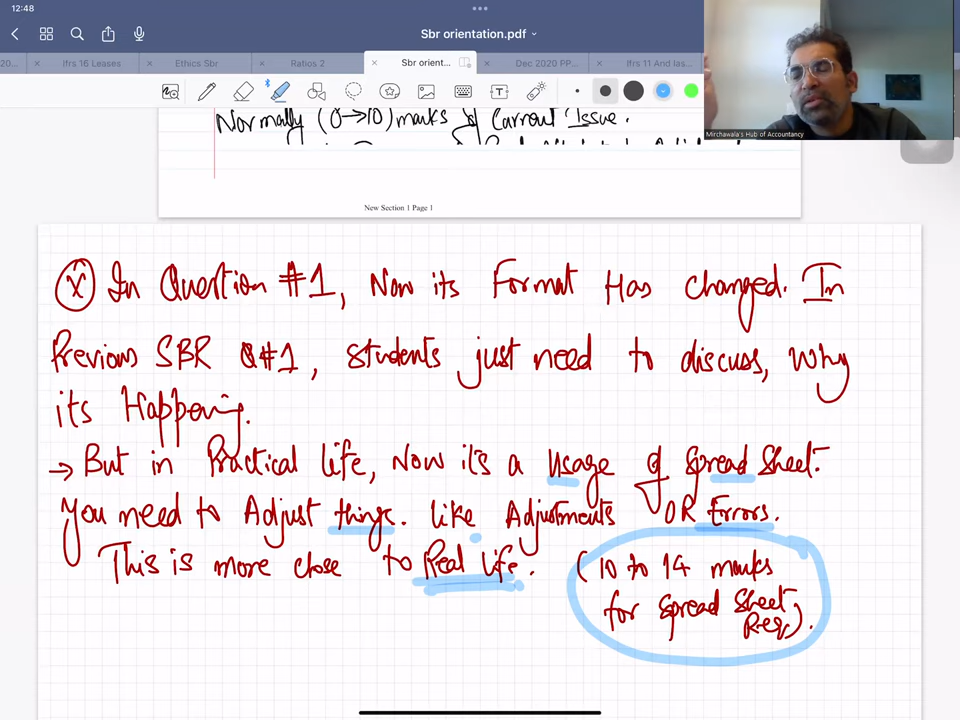 12:48
Sbr orientation.pdf
20...
Ifrs 16 Leases
Ethics Sbr
Ratios 2
Sbr orient...
Dec 2020 PP...
Ifrs 11 And Ias...
Mirchawala's Hub of Accountancy
Normally (0→10) marks of Current Issue.
New Section 1 Page 1
In Question #1, Now its Format Has changed. In
Previous SBR Q#1, Students just need to discuss, Why
its Happening.
→ But in Practical life, Now it's a Usage of Spread Sheet.
You need to Adjust things. like Adjustments OR Errors.
This is more close to Real life. (10 to 14 marks
for Spread Sheet
Req).